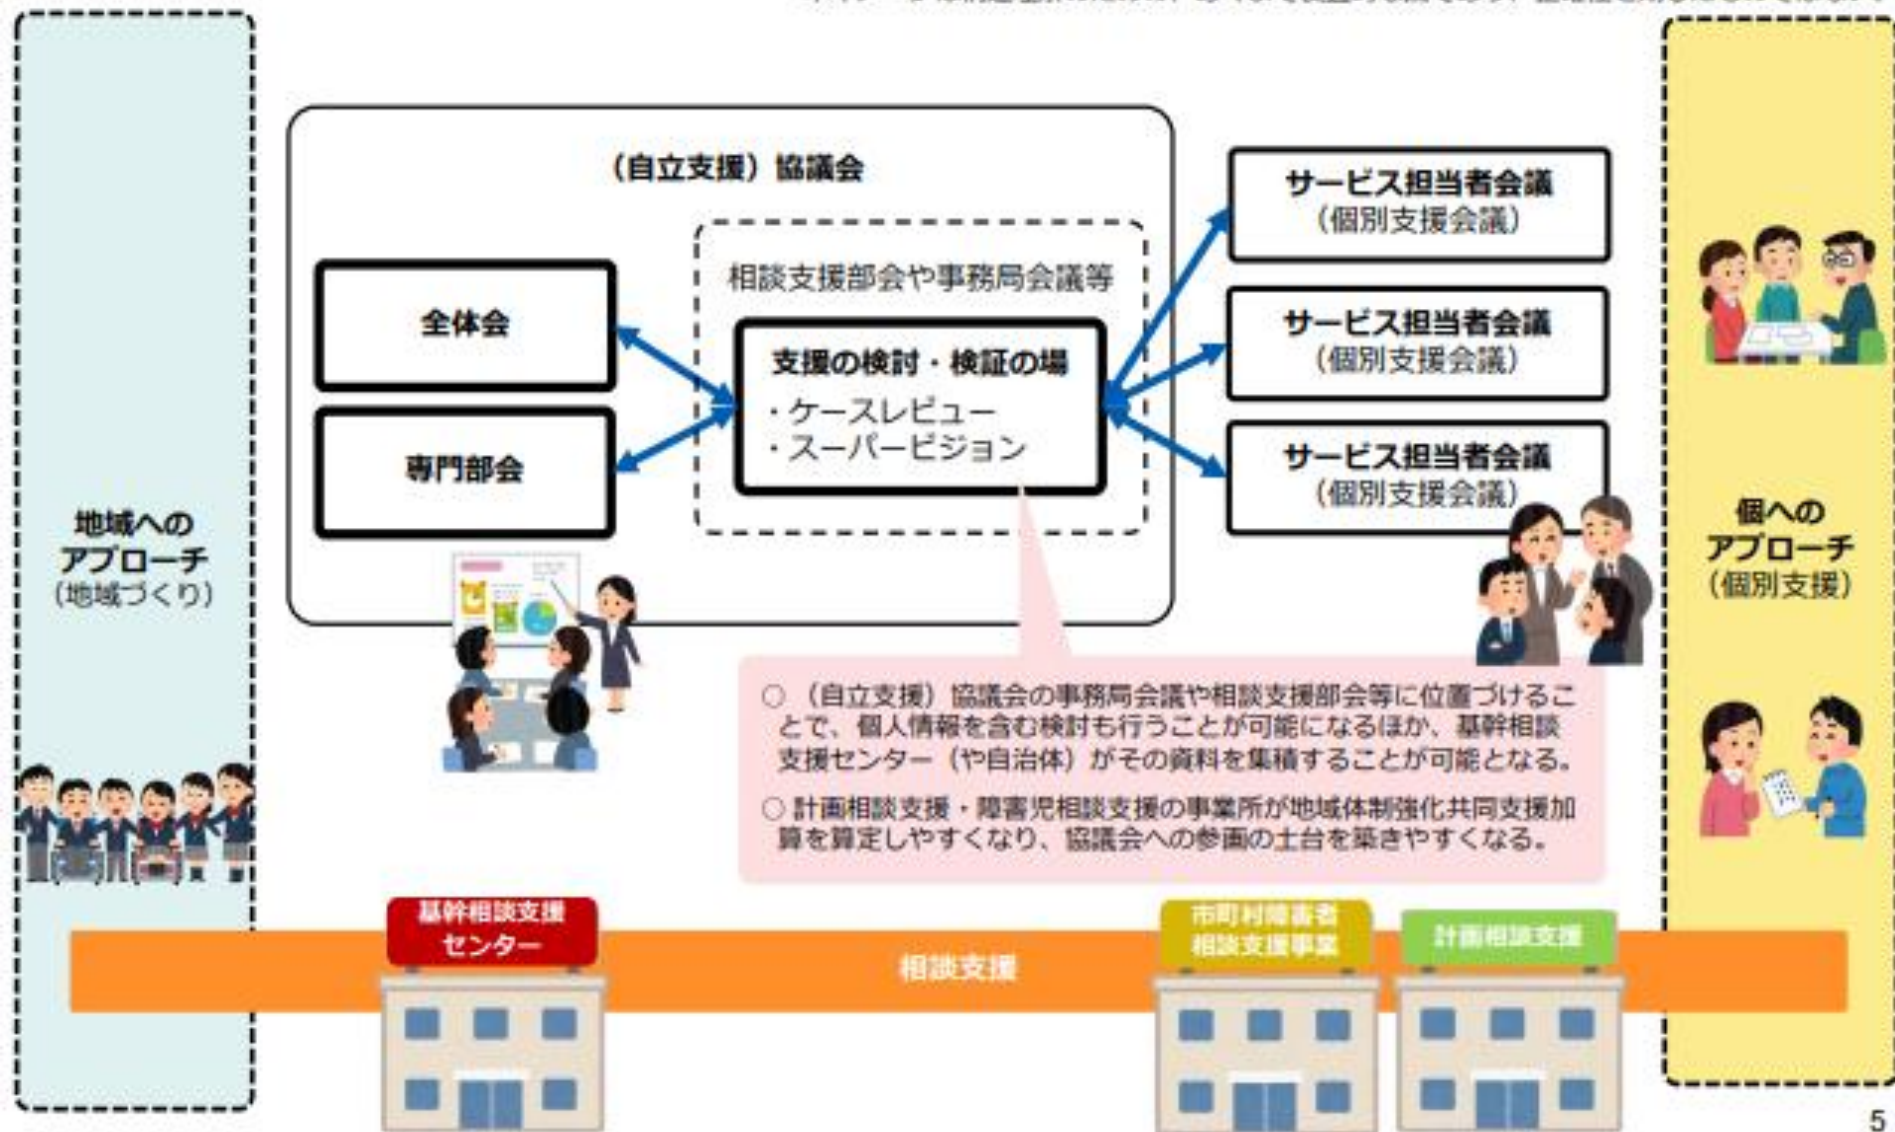 （自立支援）協議会
全体会
専門部会
相談支援部会や事務局会議等
支援の検討・検証の場
・ケースレビュー
・スーパービジョン
サービス担当者会議
（個別支援会議）
サービス担当者会議
（個別支援会議）
サービス担当者会議
（個別支援会議）
地域への
アプローチ
（地域づくり）
個への
アプローチ
（個別支援）
○ （自立支援）協議会の事務局会議や相談支援部会等に位置づけるこ
とで、個人情報を含む検討も行うことが可能になるほか、基幹相談
支援センター（や自治体）がその資料を集積することが可能となる。
○ 計画相談支援・障害児相談支援の事業所が地域体制強化共同支援加
算を算定しやすくなり、協議会への参画の土台を築きやすくなる。
基幹相談支援
センター
相談支援
市町村障害者
相談支援事業
計画相談支援
5